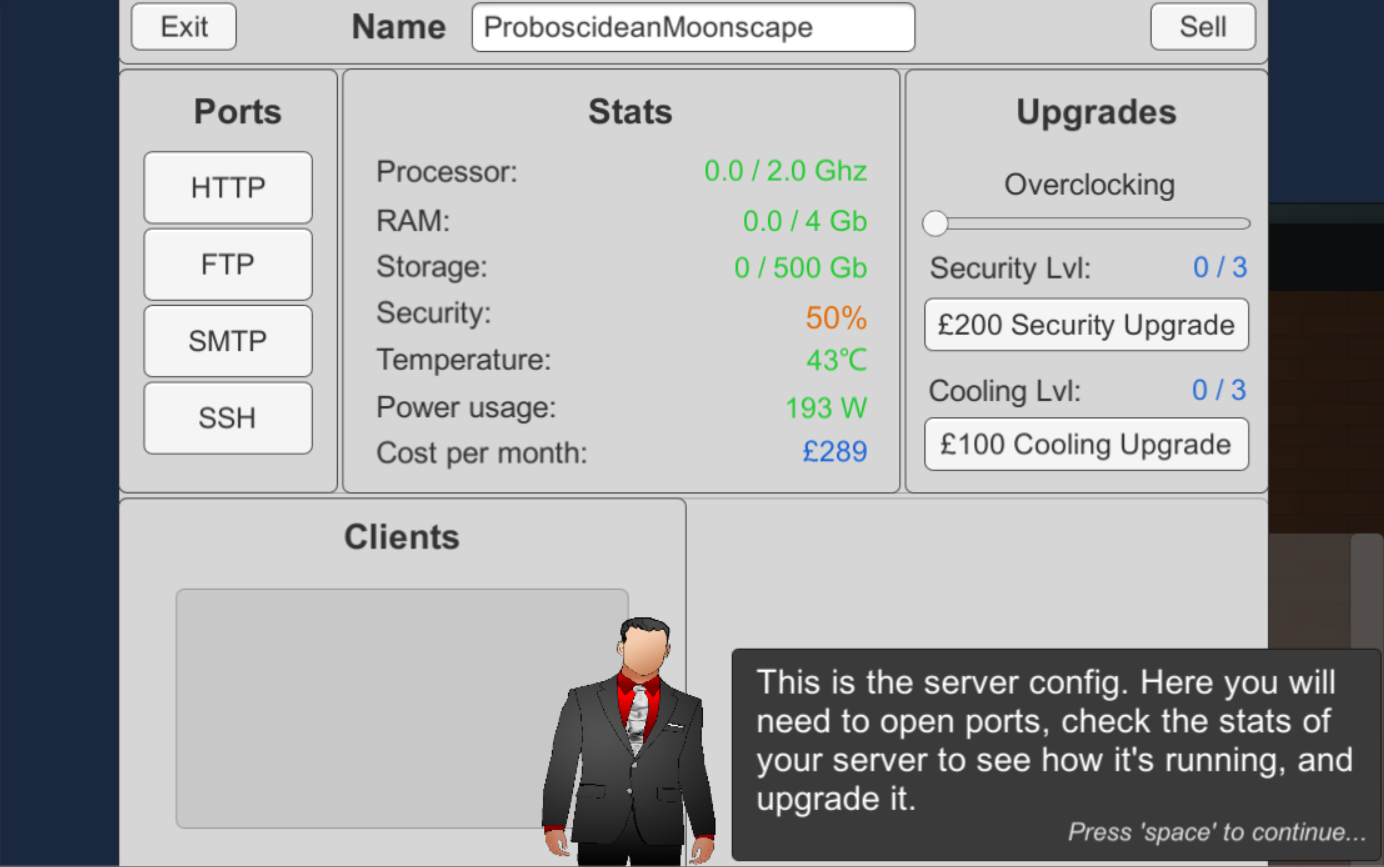 Exit
Name
ProboscideanMoonscape
Sell
Ports
HTTP
FTP
SMTP
SSH
Stats
Processor: 0.0 / 2.0 Ghz
RAM: 0.0 / 4 Gb
Storage: 0 / 500 Gb
Security: 50%
Temperature: 43℃
Power usage: 193 W
Cost per month: £289
Upgrades
Overclocking
Security Lvl: 0 / 3
£200 Security Upgrade
Cooling Lvl: 0 / 3
£100 Cooling Upgrade
Clients
This is the server config. Here you will
need to open ports, check the stats of
your server to see how it's running, and
upgrade it.
Press 'space' to continue...